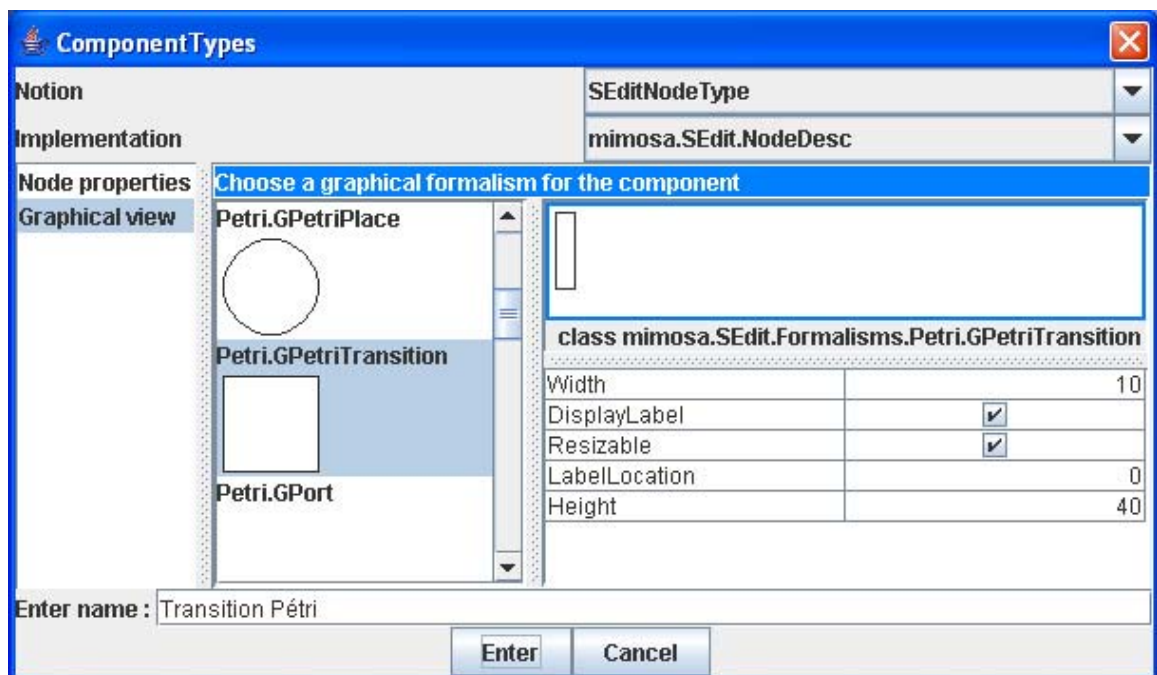 ComponentTypes
Notion SEditNodeType
Implementation mimosa.SEdit.NodeDesc
Node properties
Graphical view
Choose a graphical formalism for the component
Petri.GPetriPlace
Petri.GPetriTransition
Petri.GPort
class mimosa.SEdit.Formalisms.Petri.GPetriTransition
Width 10
DisplayLabel
Resizable
LabelLocation 0
Height 40
Enter name : Transition Pétri
Enter Cancel